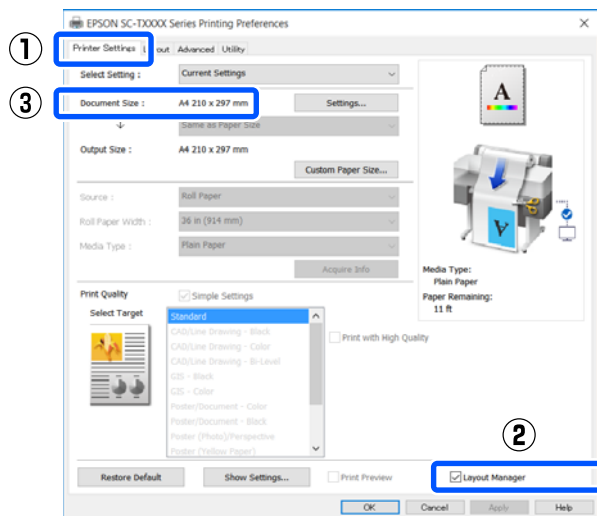 EPSON SC-TXXXX Series Printing Preferences
①
Printer Settings
Layout
Advanced
Utility
Select Setting :
Current Settings
③
Document Size :
A4 210 x 297 mm
Settings...
Same as Paper Size
Output Size :
A4 210 x 297 mm
Custom Paper Size...
Source :
Roll Paper
Roll Paper Width :
36 in (914 mm)
Media Type :
Plain Paper
Acquire Info
A
A
Media Type:
Plain Paper
Paper Remaining:
11 ft
Print Quality
Simple Settings
Select Target
Standard
CAD/Line Drawing - Black
CAD/Line Drawing - Color
CAD/Line Drawing - Bi-Level
GIS - Black
GIS - Color
Poster/Document - Color
Poster/Document - Black
Poster (Photo)/Perspective
Poster (Yellow Paper)
Print with High Quality
②
Restore Default
Show Settings...
Print Preview
Layout Manager
OK
Cancel
Apply
Help